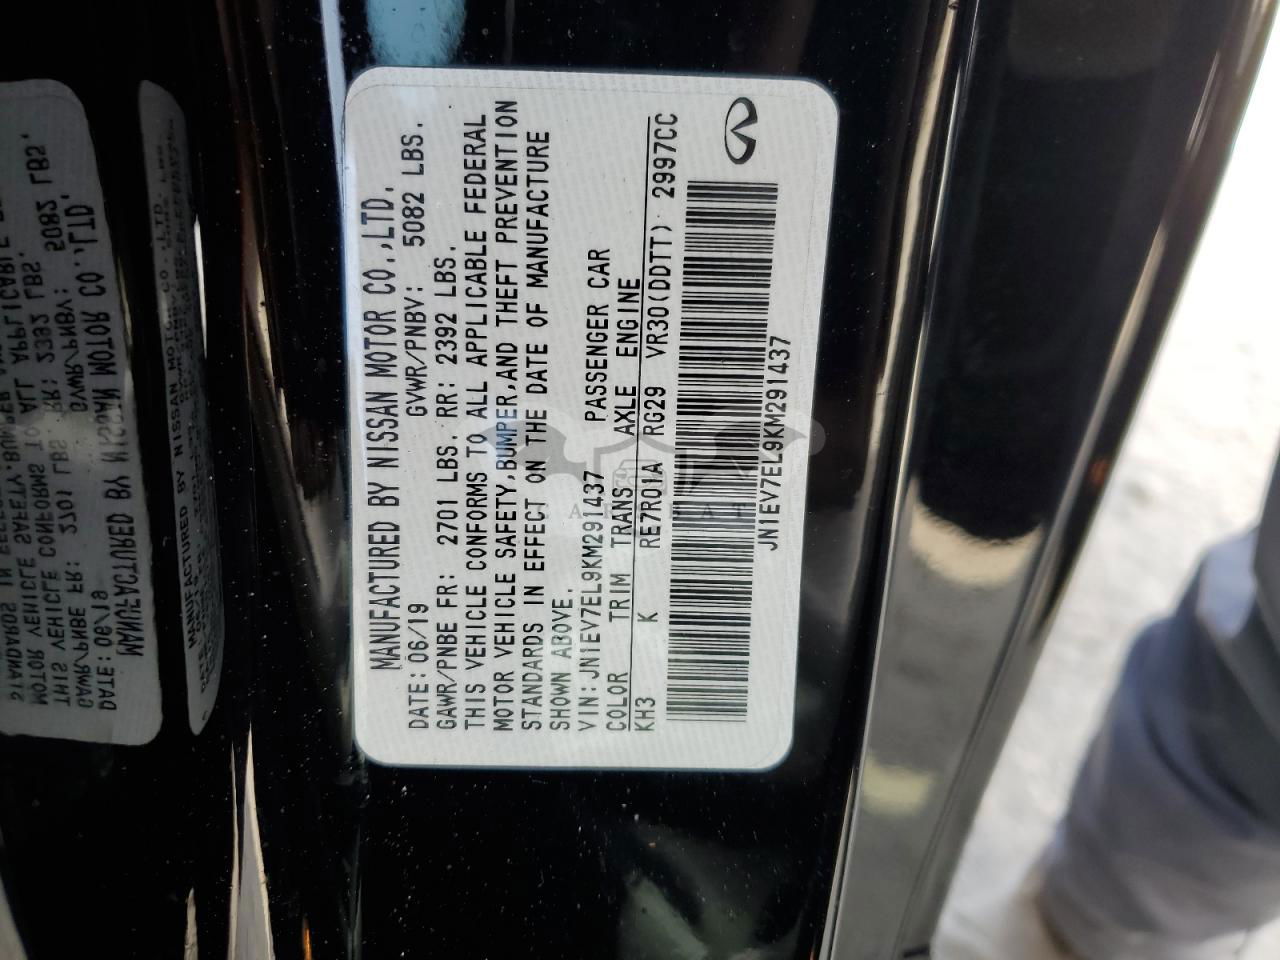 MANUFACTURED BY NISSAN MOTOR CO.,LTD.
DATE: 06/19 GVWR/PNBV: 5082 LBS.
GAWR/PNBE FR: 2701 LBS. RR: 2392 LBS.
THIS VEHICLE CONFORMS TO ALL APPLICABLE FEDERAL
MOTOR VEHICLE SAFETY,BUMPER,AND THEFT PREVENTION
STANDARDS IN EFFECT ON THE DATE OF MANUFACTURE
SHOWN ABOVE.
VIN:JN1EV7EL9KM291437 PASSENGER CAR
COLOR TRIM TRANS AXLE ENGINE
KH3 K RE7R01A RG29 VR30(DDTT) 2997CC
JN1EV7EL9KM291437